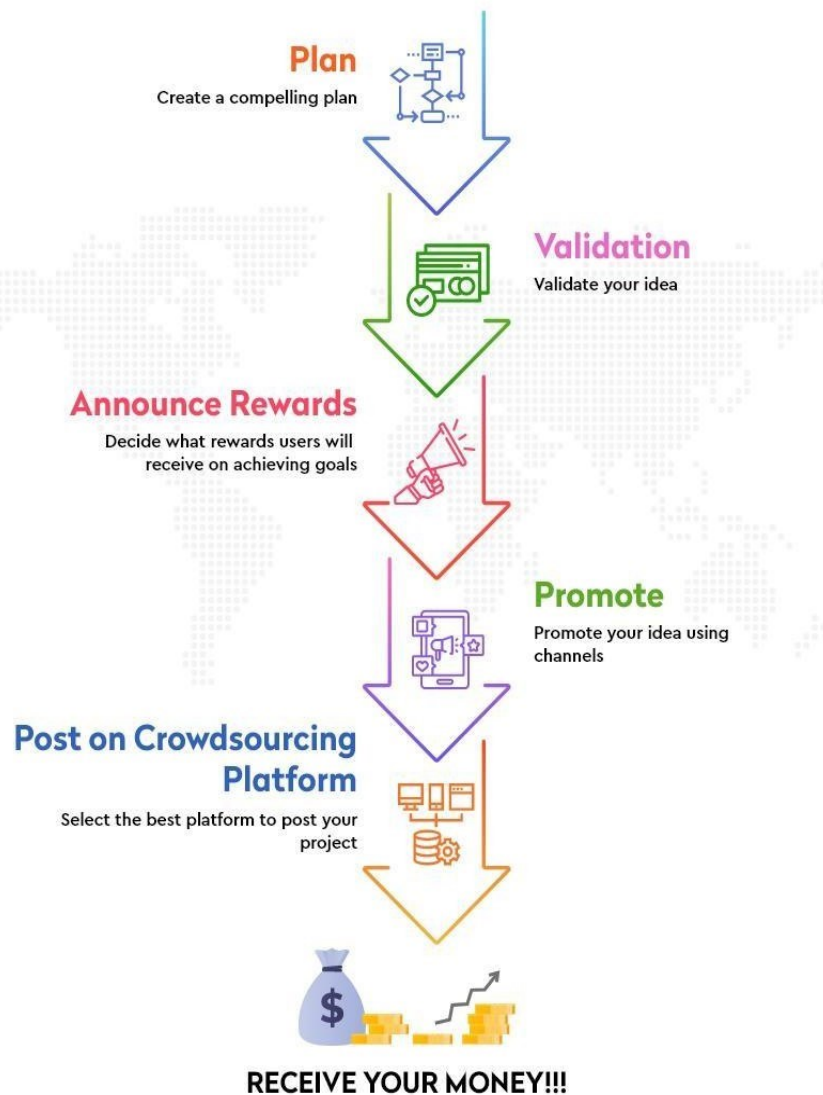 Plan
Create a compelling plan
Validation
Validate your idea
Announce Rewards
Decide what rewards users will
receive on achieving goals
Promote
Promote your idea using
channels
Post on Crowdsourcing
Platform
Select the best platform to post your
project
$
RECEIVE YOUR MONEY!!!